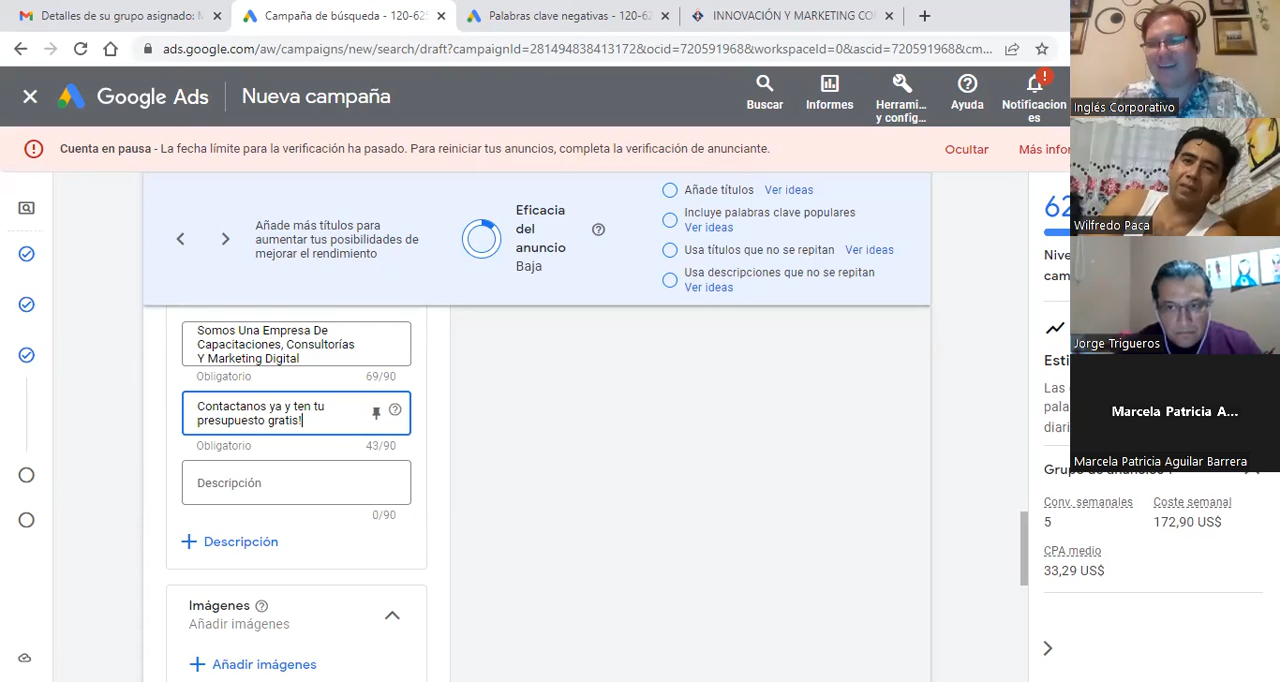 Detalles de su grupo asignado: M
Campaña de búsqueda - 120-625
Palabras clave negativas - 120-62
INNOVACIÓN Y MARKETING CO
ads.google.com/aw/campaigns/new/search/draft?campaignId=281494838413172&ocid=720591968&workspaceId=0&ascid=720591968&cm...
Google Ads
Nueva campaña
Buscar
Informes
Herrami...
y config...
Ayuda
Notificacion
es
Cuenta en pausa - La fecha límite para la verificación ha pasado. Para reiniciar tus anuncios, completa la verificación de anunciante.
Ocultar
Más infor
Añade más títulos para
aumentar tus posibilidades de
mejorar el rendimiento
Eficacia
del
anuncio
Baja
Añade títulos Ver ideas
Incluye palabras clave populares
Ver ideas
Usa títulos que no se repitan Ver ideas
Usa descripciones que no se repitan
Ver ideas
Somos Una Empresa De
Capacitaciones, Consultorías
Y Marketing Digital
Obligatorio 69/90
Contactanos ya y ten tu
presupuesto gratis!
Obligatorio 43/90
Descripción
0/90
+ Descripción
Imágenes
Añadir imágenes
+ Añadir imágenes
62
Nive
cam
Esti
Las
pala
diari
Conv. semanales
5
Coste semanal
172,90 US$
CPA medio
33,29 US$
Inglés Corporativo
Wilfredo Paca
Jorge Trigueros
Marcela Patricia A...
Marcela Patricia Aguilar Barrera